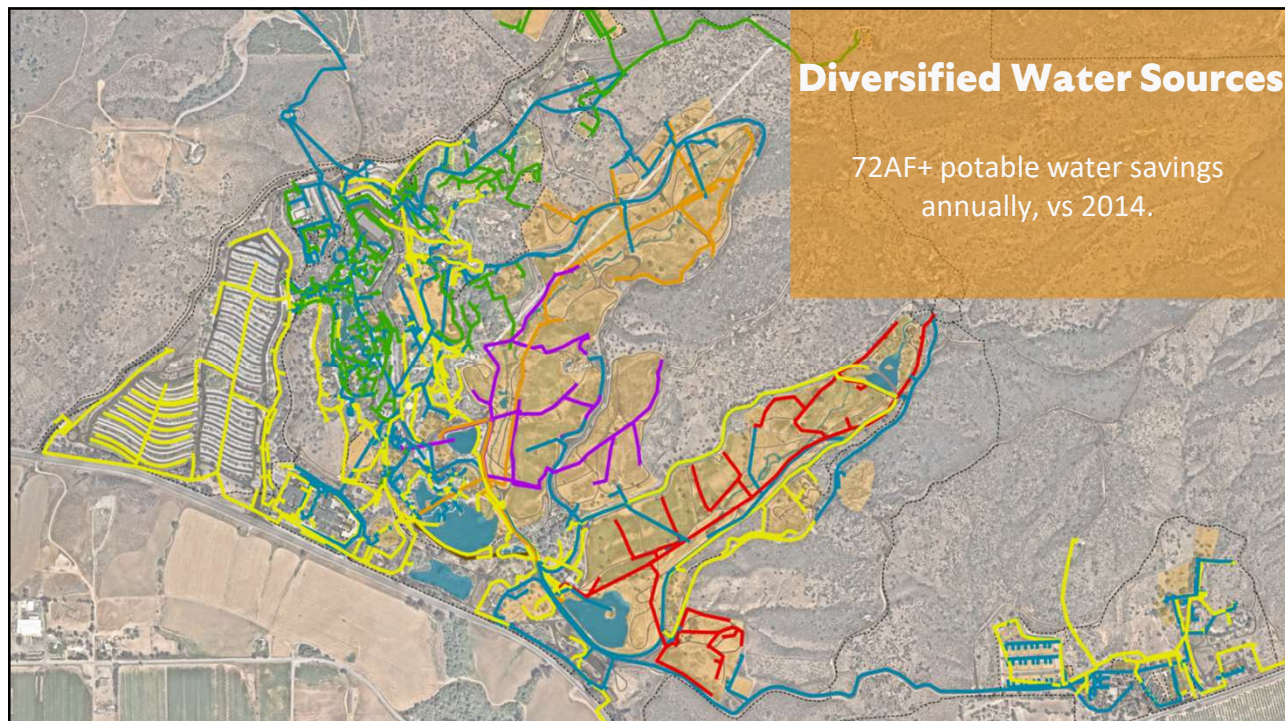 Diversified Water Sources
72AF+ potable water savings
annually, vs 2014.